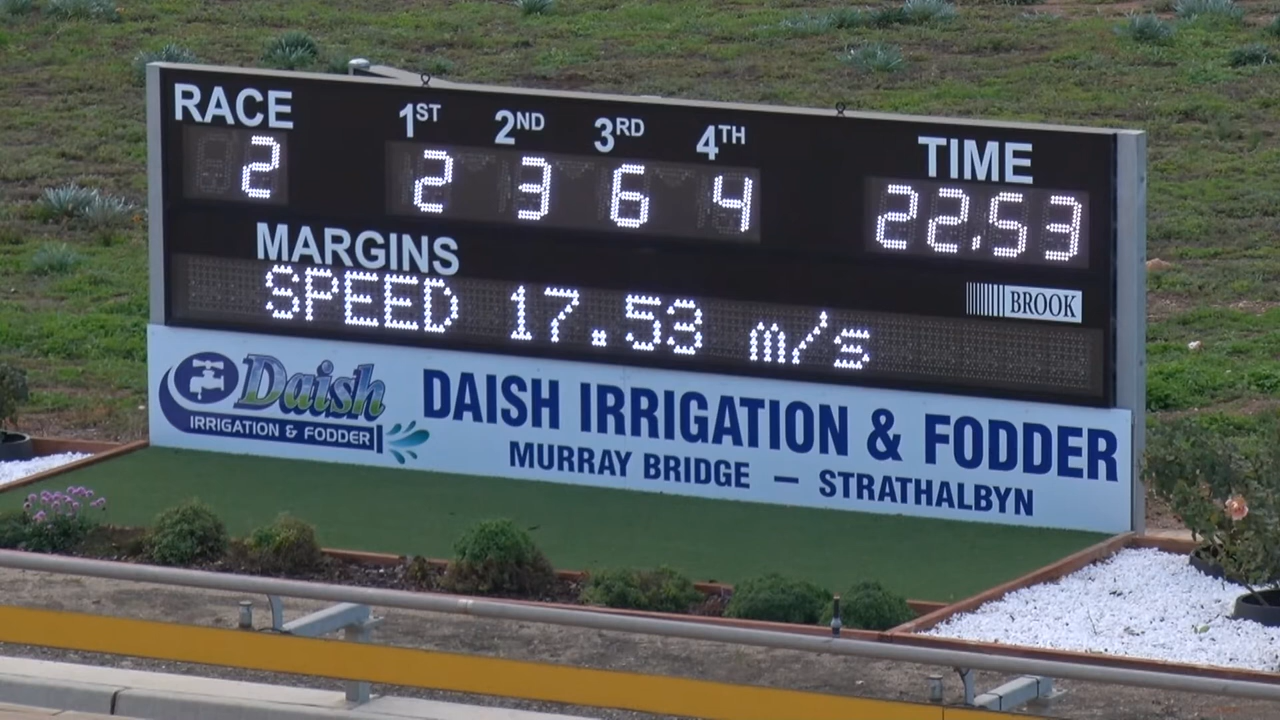 RACE 1ST 2ND 3RD 4TH TIME
2 2 3 6 4 22.53
MARGINS
BROOK
SPEED 17.53 m/s
Daish
IRRIGATION & FODDER
DAISH IRRIGATION & FODDER
MURRAY BRIDGE — STRATHALBYN